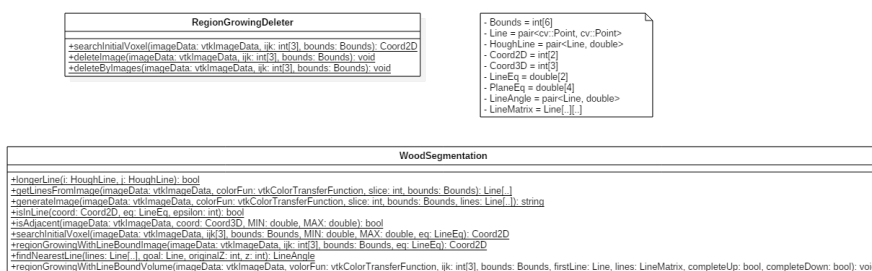 RegionGrowingDeleter
+searchInitialVoxel(imageData: vtkImageData, ijk: int[3], bounds: Bounds): Coord2D
+deleteImage(imageData: vtkImageData, ijk: int[3], bounds: Bounds): void
+deleteByImages(imageData: vtkImageData, ijk: int[3], bounds: Bounds): void
- Bounds = int[6]
- Line = pair<cv::Point, cv::Point>
- HoughLine = pair<Line, double>
- Coord2D = int[2]
- Coord3D = int[3]
- LineEq = double[2]
- PlaneEq = double[4]
- LineAngle = pair<Line, double>
- LineMatrix = Line[..][..]
WoodSegmentation
+longerLine(i: HoughLine, j: HoughLine): bool
+getLinesFromImage(imageData: vtkImageData, colorFun: vtkColorTransferFunction, slice: int, bounds: Bounds): Line[..]
+generateImage(imageData: vtkImageData, colorFun: vtkColorTransferFunction, slice: int, bounds: Bounds, lines: Line[..]): string
+isInLine(coord: Coord2D, eq: LineEq, epsilon: int): bool
+isAdjacent(imageData: vtkImageData, coord: Coord3D, MIN: double, MAX: double): bool
+searchInitialVoxel(imageData: vtkImageData, ijk[3], bounds: Bounds, MIN: double, MAX: double, eq: LineEq): Coord2D
+regionGrowingWithLineBoundImage(imageData: vtkImageData, ijk: int[3], bounds: Bounds, eq: LineEq): Coord2D
+findNearestLine(lines: Line[..], goal: Line, originalZ: int, z: int): LineAngle
+regionGrowingWithLineBoundVolume(imageData: vtkImageData, volorFun: vtkColorTransferFunction, ijk: int[3], bounds: Bounds, firstLine: Line, lines: LineMatrix, completeUp: bool, completeDown: bool): void